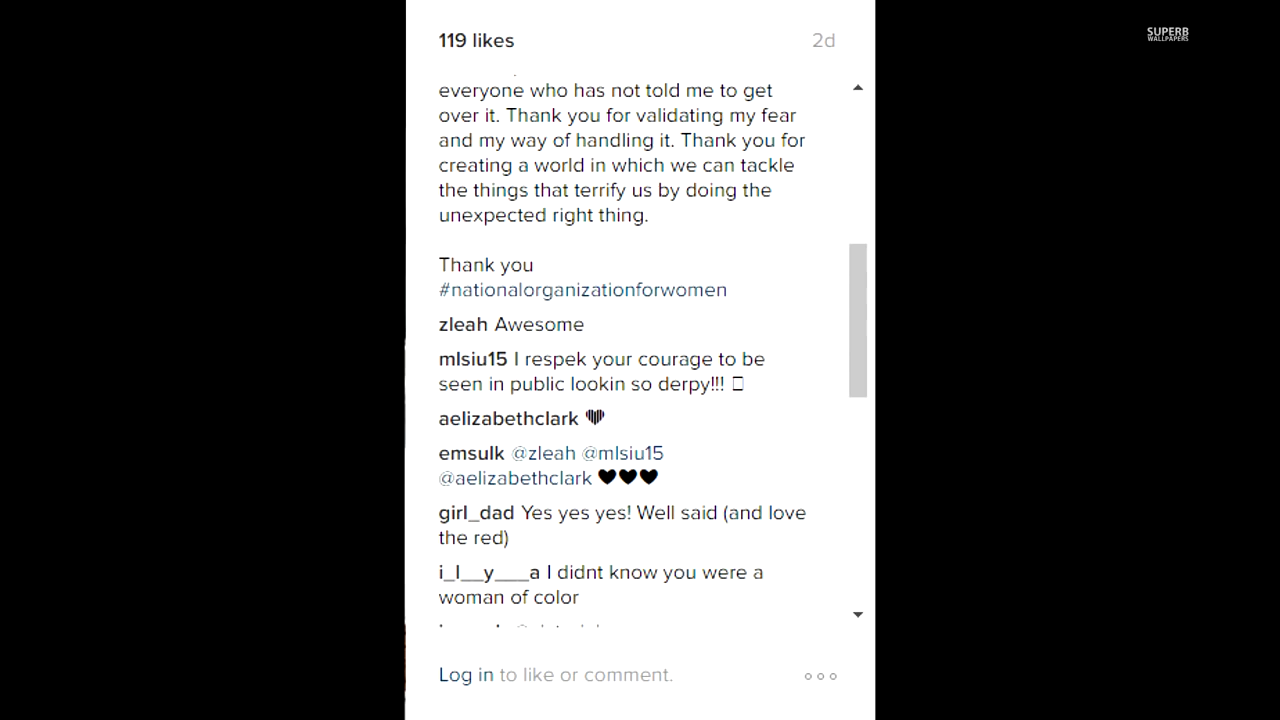 119 likes 2d
SUPERB
WALLPAPERS
everyone who has not told me to get
over it. Thank you for validating my fear
and my way of handling it. Thank you for
creating a world in which we can tackle
the things that terrify us by doing the
unexpected right thing.
Thank you
#nationalorganizationforwomen
zleah Awesome
mlsiu15 I respek your courage to be
seen in public lookin so derpy!!!
aelizabethclark ♥
emsulk @zleah @mlsiu15
@aelizabethclark ♥♥♥
girl_dad Yes yes yes! Well said (and love
the red)
i_l__y___a I didnt know you were a
woman of color
Log in to like or comment.